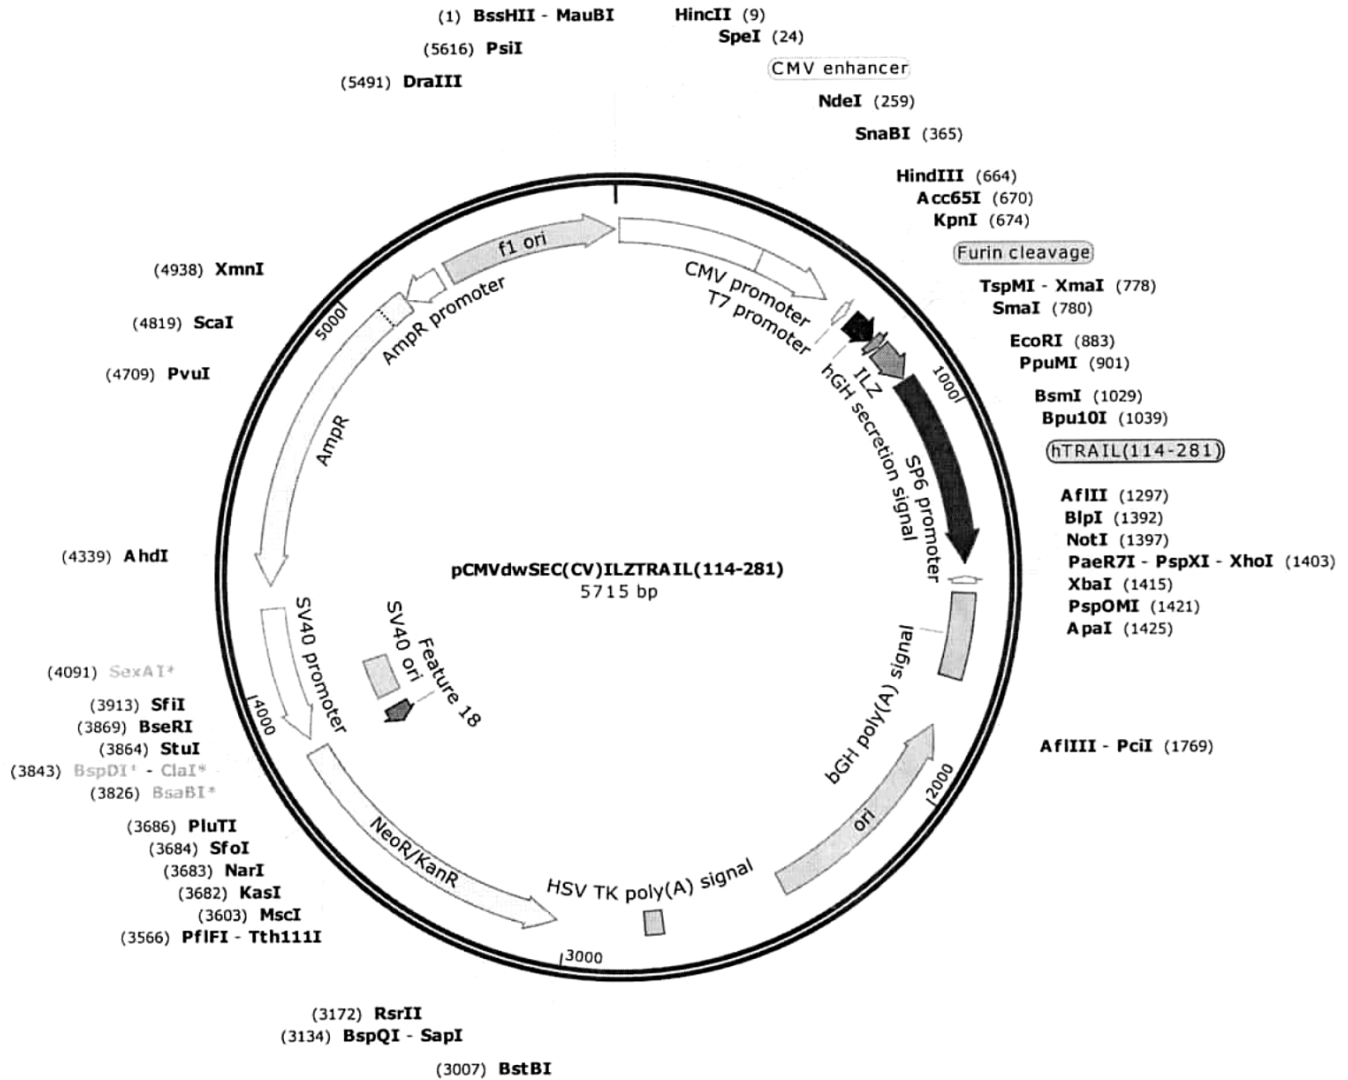 (1) BssHII - MauBI
(5616) PsiI
(5491) DraIII
HincII (9)
SpeI (24)
CMV enhancer
NdeI (259)
SnaBI (365)
HindIII (664)
Acc65I (670)
KpnI (674)
Furin cleavage
TspMI - XmaI (778)
SmaI (780)
EcoRI (883)
PpuMI (901)
BsmI (1029)
Bpu10I (1039)
hTRAIL(114-281)
AflII (1297)
BlpI (1392)
NotI (1397)
PaeR7I - PspXI - XhoI (1403)
XbaI (1415)
PspOMI (1421)
ApaI (1425)
AflIII - PciI (1769)
(4938) XmnI
(4819) ScaI
(4709) PvuI
(4339) AhdI
(4091) SexAI*
(3913) SfiI
(3869) BseRI
(3864) StuI
(3843) BspDI* - ClaI*
(3826) BsaBI*
(3686) PluTI
(3684) SfoI
(3683) NarI
(3682) KasI
(3603) MscI
(3566) PflFI - Tth111I
(3172) RsrII
(3134) BspQI - SapI
(3007) BstBI
f1 ori
CMV promoter
T7 promoter
AmpR promoter
AmpR
ILZ
hGH secretion signal
SP6 promoter
1000
2000
3000
4000
5000
pCMVdwSEC(CV)ILZTRAIL(114-281)
5715 bp
SV40 promoter
SV40 ori
Feature 18
bGH poly(A) signal
ori
HSV TK poly(A) signal
NeoR/KanR